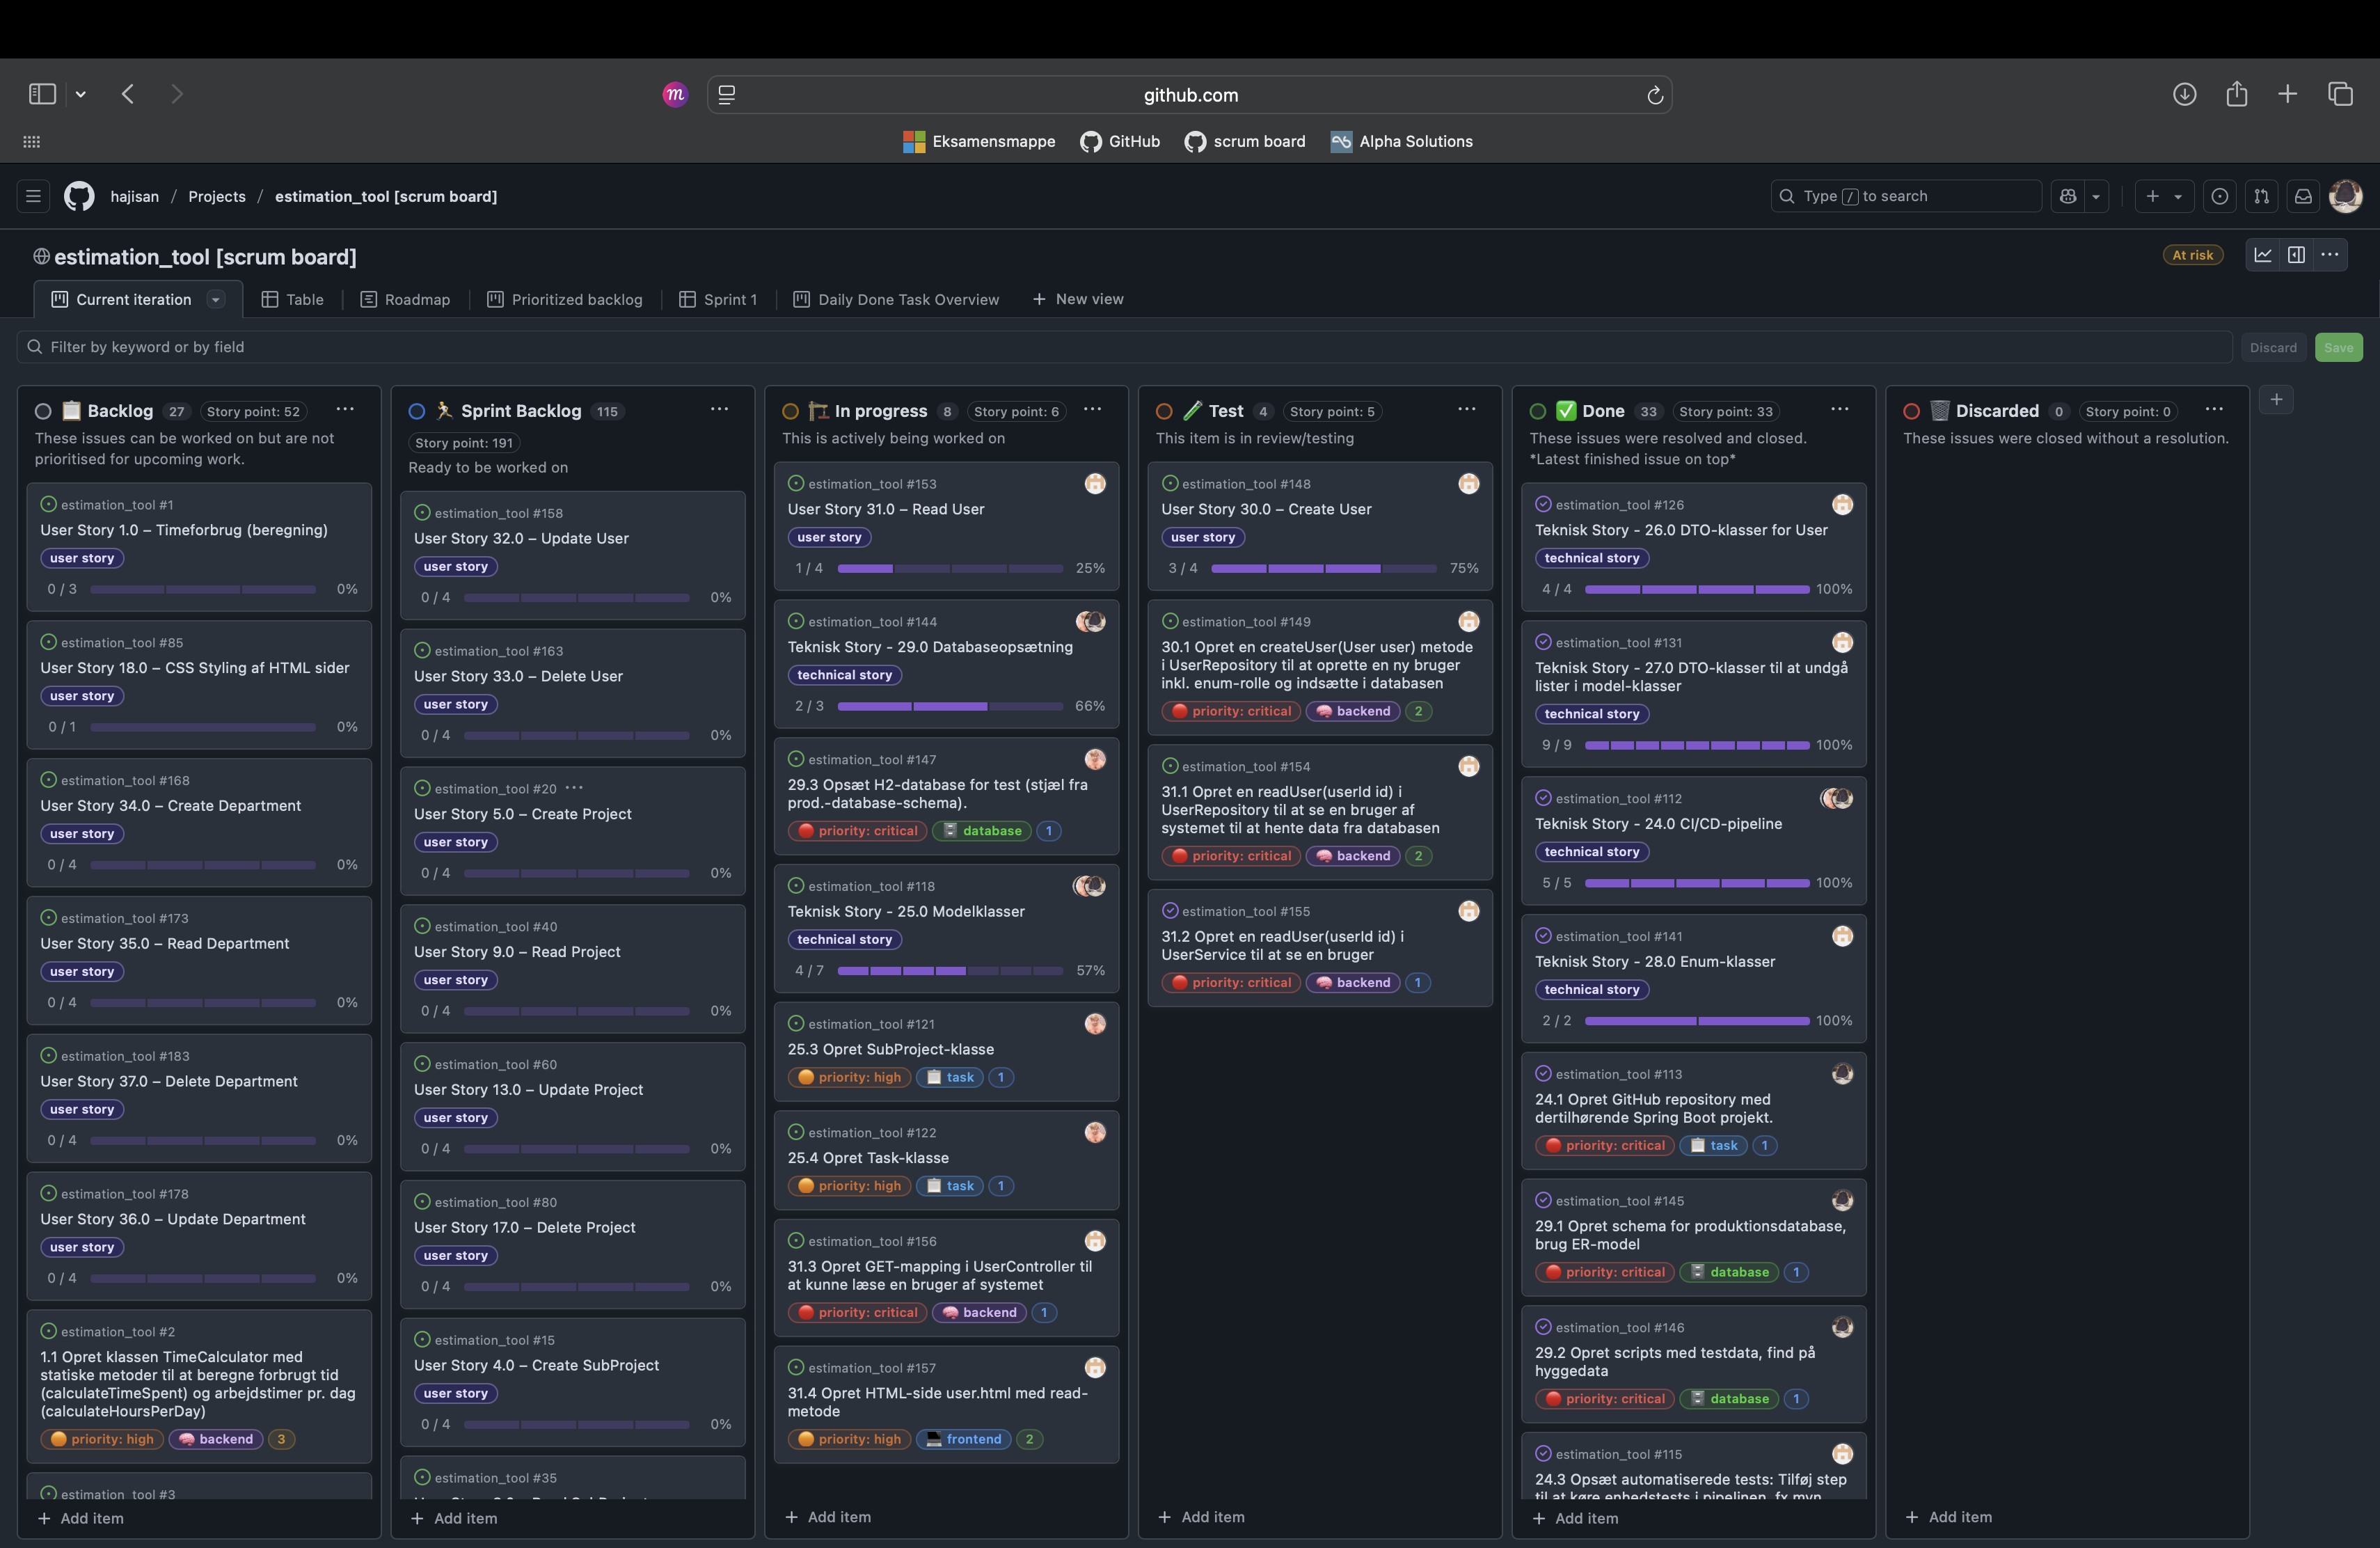 github.com
Eksamensmappe GitHub scrum board Alpha Solutions
hajisan / Projects / estimation_tool [scrum board]
Type / to search
estimation_tool [scrum board]
At risk
Current iteration Table Roadmap Prioritized backlog Sprint 1 Daily Done Task Overview + New view
Filter by keyword or by field
Discard Save
Backlog 27 Story point: 52
These issues can be worked on but are not
prioritised for upcoming work.
estimation_tool #1
User Story 1.0 – Timeforbrug (beregning)
user story
0 / 3 0%
estimation_tool #85
User Story 18.0 – CSS Styling af HTML sider
user story
0 / 1 0%
estimation_tool #168
User Story 34.0 – Create Department
user story
0 / 4 0%
estimation_tool #173
User Story 35.0 – Read Department
user story
0 / 4 0%
estimation_tool #183
User Story 37.0 – Delete Department
user story
0 / 4 0%
estimation_tool #178
User Story 36.0 – Update Department
user story
0 / 4 0%
estimation_tool #2
1.1 Opret klassen TimeCalculator med
statiske metoder til at beregne forbrugt tid
(calculateTimeSpent) og arbejdstimer pr. dag
(calculateHoursPerDay)
priority: high backend 3
estimation_tool #3
+ Add item
Sprint Backlog 115
Story point: 191
Ready to be worked on
estimation_tool #158
User Story 32.0 – Update User
user story
0 / 4 0%
estimation_tool #163
User Story 33.0 – Delete User
user story
0 / 4 0%
estimation_tool #20
User Story 5.0 – Create Project
user story
0 / 4 0%
estimation_tool #40
User Story 9.0 – Read Project
user story
0 / 4 0%
estimation_tool #60
User Story 13.0 – Update Project
user story
0 / 4 0%
estimation_tool #80
User Story 17.0 – Delete Project
user story
0 / 4 0%
estimation_tool #15
User Story 4.0 – Create SubProject
user story
0 / 4 0%
estimation_tool #35
+ Add item
In progress 8 Story point: 6
This is actively being worked on
estimation_tool #153
User Story 31.0 – Read User
user story
1 / 4 25%
estimation_tool #144
Teknisk Story - 29.0 Databaseopsætning
technical story
2 / 3 66%
estimation_tool #147
29.3 Opsæt H2-database for test (stjæl fra
prod.-database-schema).
priority: critical database 1
estimation_tool #118
Teknisk Story - 25.0 Modelklasser
technical story
4 / 7 57%
estimation_tool #121
25.3 Opret SubProject-klasse
priority: high task 1
estimation_tool #122
25.4 Opret Task-klasse
priority: high task 1
estimation_tool #156
31.3 Opret GET-mapping i UserController til
at kunne læse en bruger af systemet
priority: critical backend 1
estimation_tool #157
31.4 Opret HTML-side user.html med read-
metode
priority: high frontend 2
+ Add item
Test 4 Story point: 5
This item is in review/testing
estimation_tool #148
User Story 30.0 – Create User
user story
3 / 4 75%
estimation_tool #149
30.1 Opret en createUser(User user) metode
i UserRepository til at oprette en ny bruger
inkl. enum-rolle og indsætte i databasen
priority: critical backend 2
estimation_tool #154
31.1 Opret en readUser(userId id) i
UserRepository til at se en bruger af
systemet til at hente data fra databasen
priority: critical backend 2
estimation_tool #155
31.2 Opret en readUser(userId id) i
UserService til at se en bruger
priority: critical backend 1
+ Add item
Done 33 Story point: 33
These issues were resolved and closed.
*Latest finished issue on top*
estimation_tool #126
Teknisk Story - 26.0 DTO-klasser for User
technical story
4 / 4 100%
estimation_tool #131
Teknisk Story - 27.0 DTO-klasser til at undgå
lister i model-klasser
technical story
9 / 9 100%
estimation_tool #112
Teknisk Story - 24.0 CI/CD-pipeline
technical story
5 / 5 100%
estimation_tool #141
Teknisk Story - 28.0 Enum-klasser
technical story
2 / 2 100%
estimation_tool #113
24.1 Opret GitHub repository med
dertilhørende Spring Boot projekt.
priority: critical task 1
estimation_tool #145
29.1 Opret schema for produktionsdatabase,
brug ER-model
priority: critical database 1
estimation_tool #146
29.2 Opret scripts med testdata, find på
hyggedata
priority: critical database 1
estimation_tool #115
24.3 Opsæt automatiserede tests: Tilføj step
til at køre enhedstests i pipelinen, fx mvn
+ Add item
Discarded 0 Story point: 0
These issues were closed without a resolution.
+ Add item